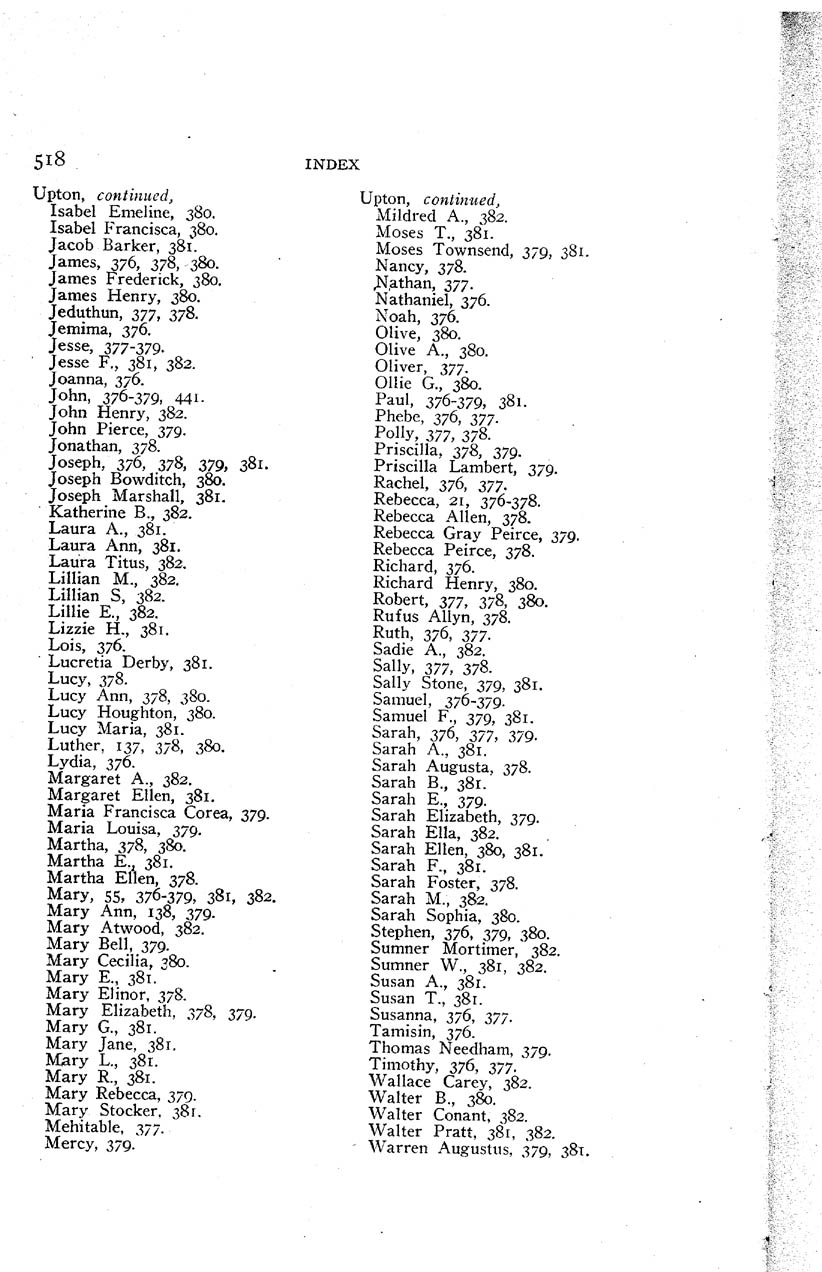 518
INDEX
Upton, continued,
Isabel Emeline, 380.
Isabel Francisca, 380.
Jacob Barker, 381.
James, 376, 378, 380.
James Frederick, 380.
James Henry, 380.
Jeduthun, 377, 378.
Jemima, 376.
Jesse, 377-379.
Jesse F., 381, 382.
Joanna, 376.
John, 376-379, 441.
John Henry, 382.
John Pierce, 379.
Jonathan, 378.
Joseph, 376, 378, 379, 381.
Joseph Bowditch, 380.
Joseph Marshall, 381.
Katherine B., 382.
Laura A., 381.
Laura Ann, 381.
Laura Titus, 382.
Lillian M., 382.
Lillian S, 382.
Lillie E., 382.
Lizzie H., 381.
Lois, 376.
Lucretia Derby, 381.
Lucy, 378.
Lucy Ann, 378, 380.
Lucy Houghton, 380.
Lucy Maria, 381.
Luther, 137, 378, 380.
Lydia, 376.
Margaret A., 382.
Margaret Ellen, 381.
Maria Francisca Corea, 379.
Maria Louisa, 379.
Martha, 378, 380.
Martha E., 381.
Martha Ellen, 378.
Mary, 55, 376-379, 381, 382.
Mary Ann, 138, 379.
Mary Atwood, 382.
Mary Bell, 379.
Mary Cecilia, 380.
Mary E., 381.
Mary Elinor, 378.
Mary Elizabeth, 378, 379.
Mary G., 381.
Mary Jane, 381.
Mary L., 381.
Mary R., 381.
Mary Rebecca, 379.
Mary Stocker, 381.
Mehitable, 377.
Mercy, 379.
Upton, continued,
Mildred A., 382.
Moses T., 381.
Moses Townsend, 379, 381.
Nancy, 378.
Nathan, 377.
Nathaniel, 376.
Noah, 376.
Olive, 380.
Olive A., 380.
Oliver, 377.
Ollie G., 380.
Paul, 376-379, 381.
Phebe, 376, 377.
Polly, 377, 378.
Priscilla, 378, 379.
Priscilla Lambert, 379.
Rachel, 376, 377.
Rebecca, 21, 376-378.
Rebecca Allen, 378.
Rebecca Gray Peirce, 379.
Rebecca Peirce, 378.
Richard, 376.
Richard Henry, 380.
Robert, 377, 378, 380.
Rufus Allyn, 378.
Ruth, 376, 377.
Sadie A., 382.
Sally, 377, 378.
Sally Stone, 379, 381.
Samuel, 376-379.
Samuel F., 379, 381.
Sarah, 376, 377, 379.
Sarah A., 381.
Sarah Augusta, 378.
Sarah B., 381.
Sarah E., 379.
Sarah Elizabeth, 379.
Sarah Ella, 382.
Sarah Ellen, 380, 381.
Sarah F., 381.
Sarah Foster, 378.
Sarah M., 382.
Sarah Sophia, 380.
Stephen, 376, 379, 380.
Sumner Mortimer, 382.
Sumner W., 381, 382.
Susan A., 381.
Susan T., 381.
Susanna, 376, 377.
Tamisin, 376.
Thomas Needham, 379.
Timothy, 376, 377.
Wallace Carey, 382.
Walter B., 380.
Walter Conant, 382.
Walter Pratt, 381, 382.
Warren Augustus, 379, 381.